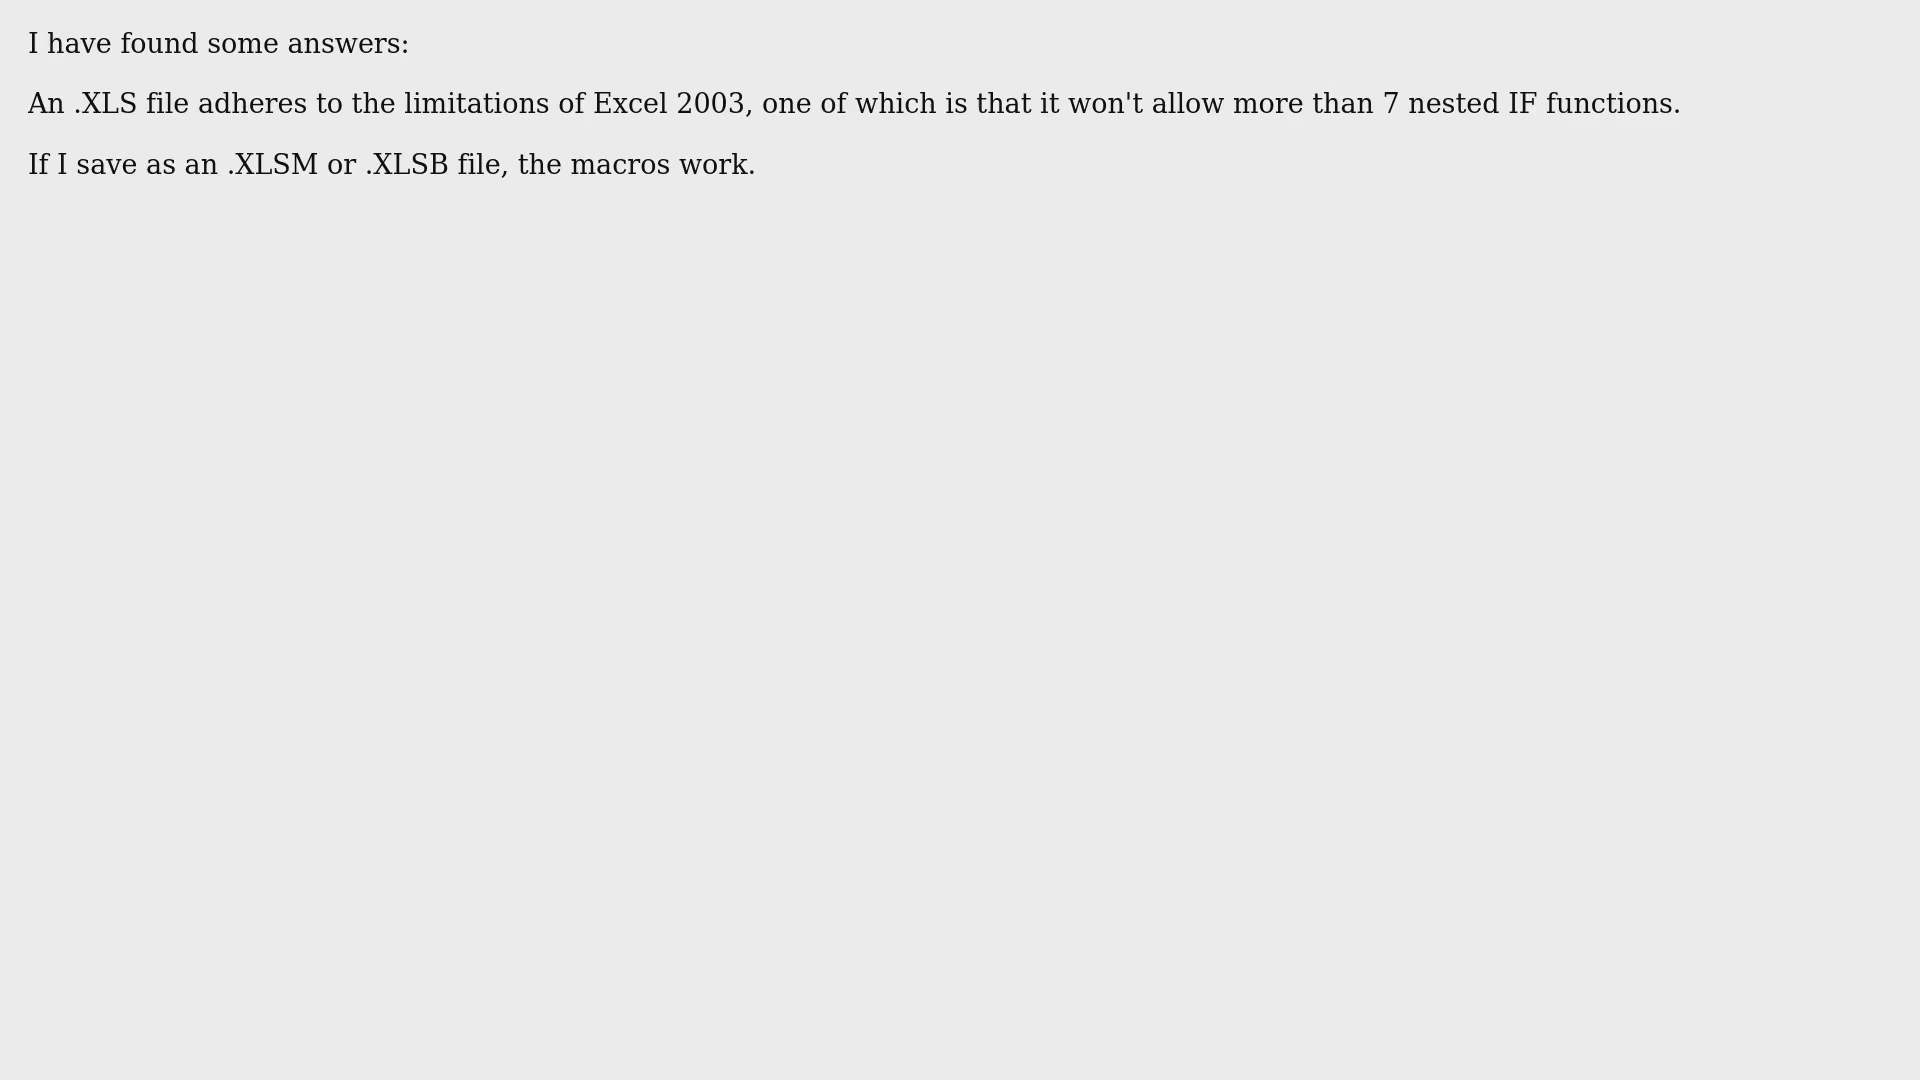 I have found some answers:
An .XLS file adheres to the limitations of Excel 2003, one of which is that it won't allow more than 7 nested IF functions.
If I save as an .XLSM or .XLSB file, the macros work.